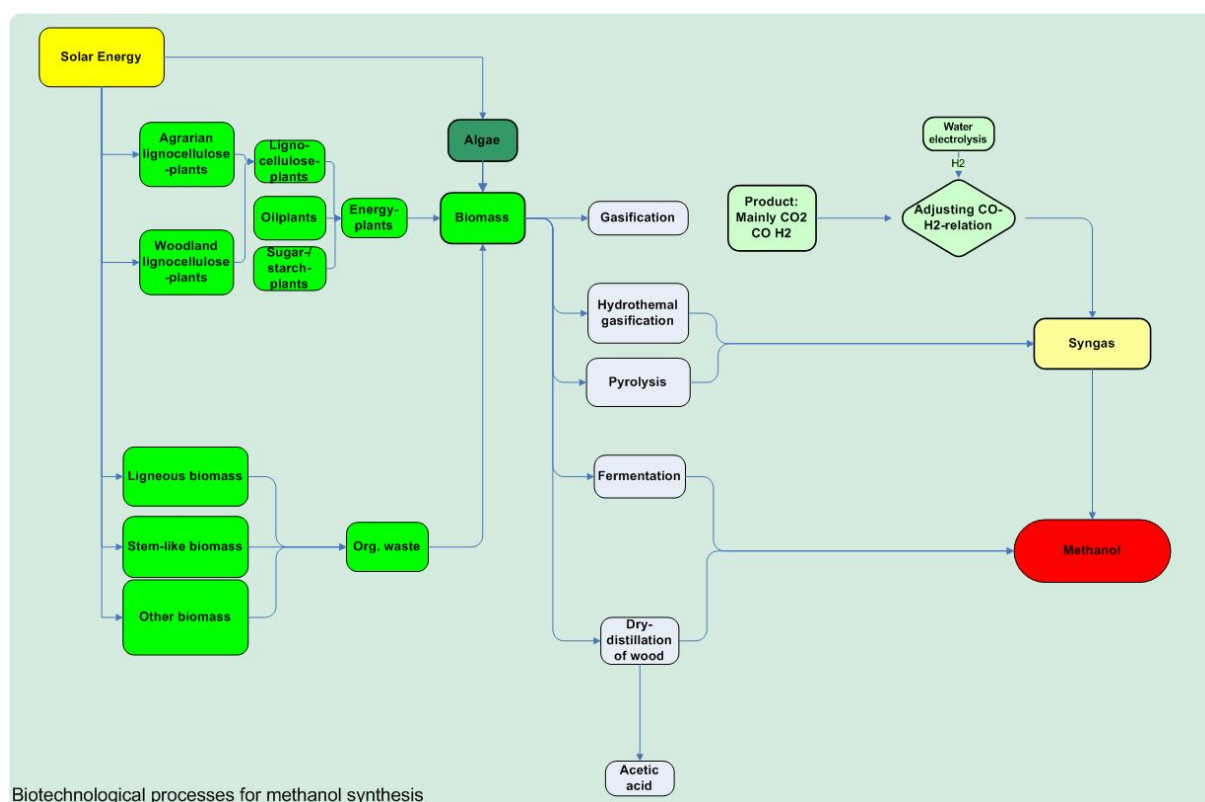 Solar Energy
Agrarian
lignocellulose
-plants
Ligno-
cellulose-
plants
Algae
Water
electrolysis
H2
Oilplants
Energy-
plants
Biomass
Gasification
Product:
Mainly CO2
CO H2
Adjusting CO-
H2-relation
Woodland
lignocellulose
-plants
Sugar-/
starch-
plants
Hydrothemal
gasification
Syngas
Pyrolysis
Ligneous biomass
Fermentation
Stem-like biomass
Org. waste
Methanol
Other biomass
Dry-
distillation
of wood
Acetic
acid
Biotechnological processes for methanol synthesis